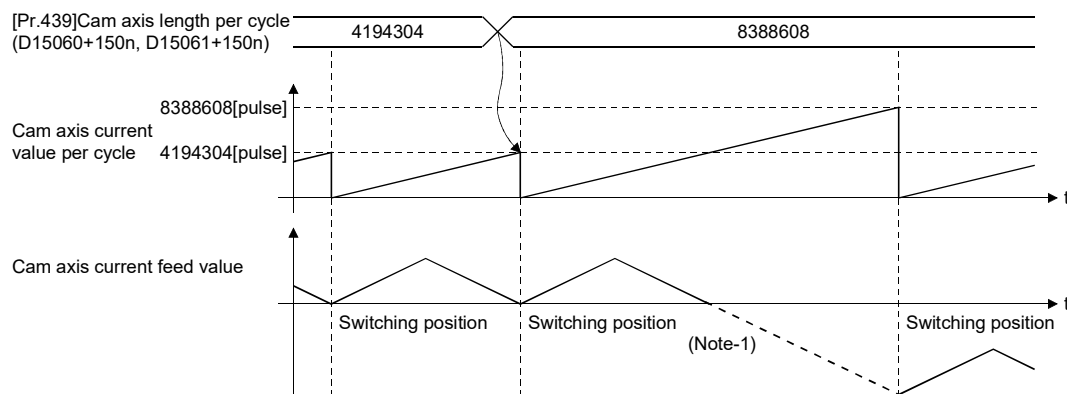 [Pr.439]Cam axis length per cycle
(D15060+150n, D15061+150n)
4194304
8388608
8388608[pulse]
Cam axis current
value per cycle
4194304[pulse]
t
Cam axis current feed value
t
Switching position
Switching position
Switching position
(Note-1)